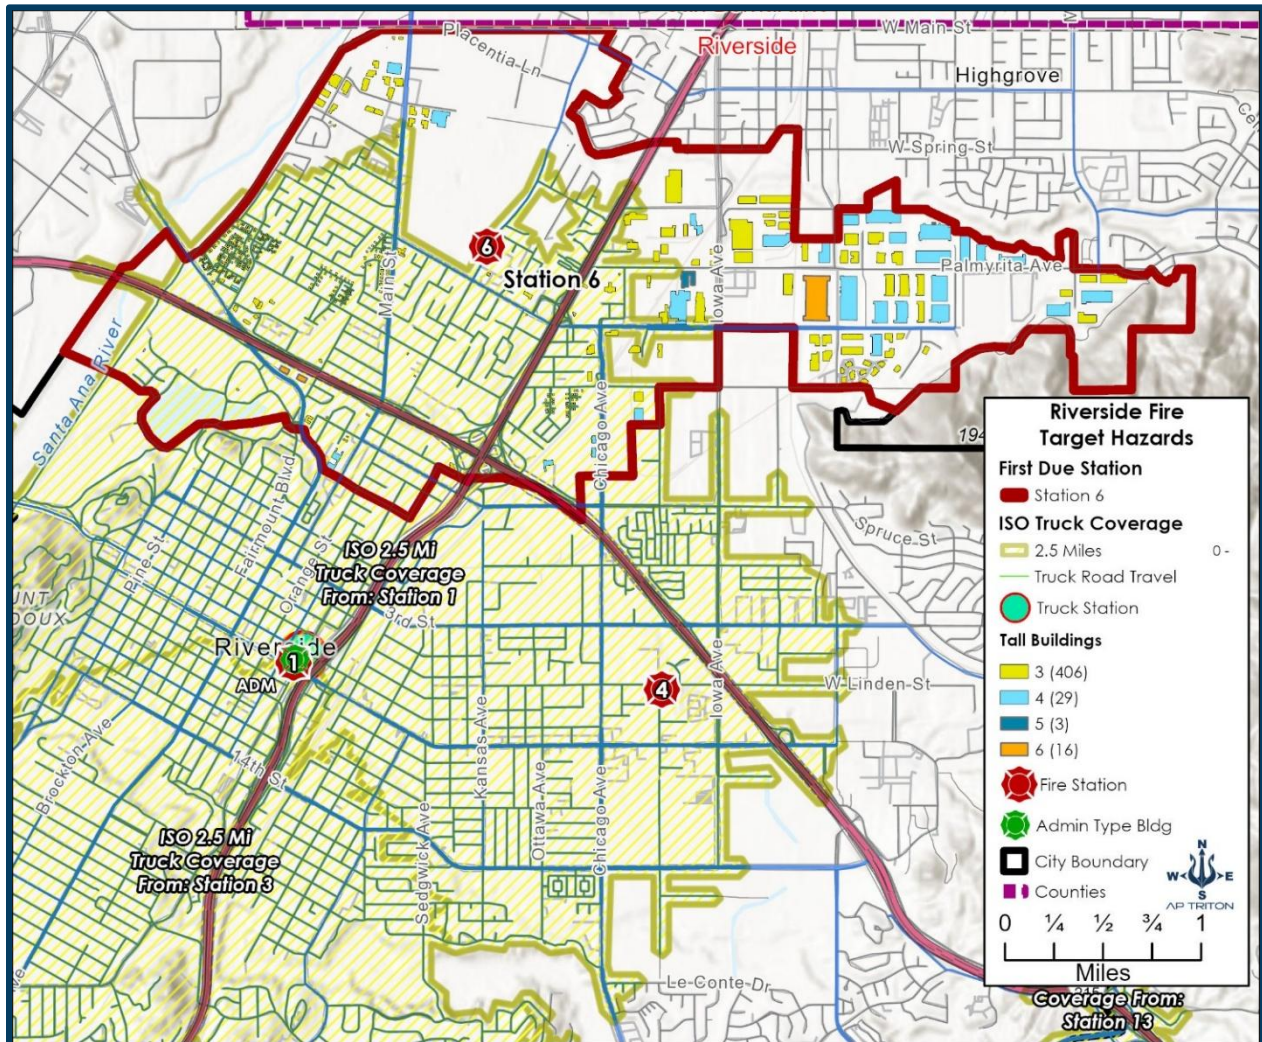 W Main St
Placentia Ln
Riverside
Highgrove
W Spring St
6
Station 6
Main St
Iowa Ave
Palmyrita Ave
Santa Ana River
Chicago Ave
Fairmount Blvd
Pine St
Orange St
ISO 2.5 Mi
Truck Coverage
From: Station 1
3rd St
Spruce St
194
Riverside
1
ADM
4
Iowa Ave
W Linden St
Brockton Ave
14th St
Kansas Ave
Ottawa Ave
Chicago Ave
Sedgwick Ave
ISO 2.5 Mi
Truck Coverage
From: Station 3
Le Conte Dr
215
Coverage From:
Station 13
Riverside Fire
Target Hazards
First Due Station
Station 6
ISO Truck Coverage
2.5 Miles
0 -
Truck Road Travel
Truck Station
Tall Buildings
3 (406)
4 (29)
5 (3)
6 (16)
Fire Station
Admin Type Bldg
City Boundary
Counties
N
W E
S
AP TRITON
0 ¼ ½ ¾ 1
Miles